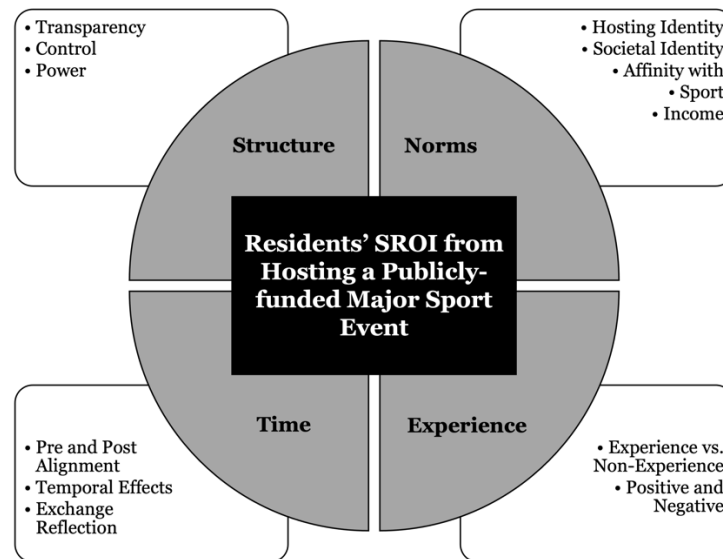 • Transparency
• Control
• Power
• Hosting Identity
• Societal Identity
• Affinity with
• Sport
• Income
Structure
Norms
Residents’ SROI from
Hosting a Publicly-
funded Major Sport
Event
Time
Experience
• Pre and Post
Alignment
• Temporal Effects
• Exchange
Reflection
• Experience vs.
Non-Experience
• Positive and
Negative